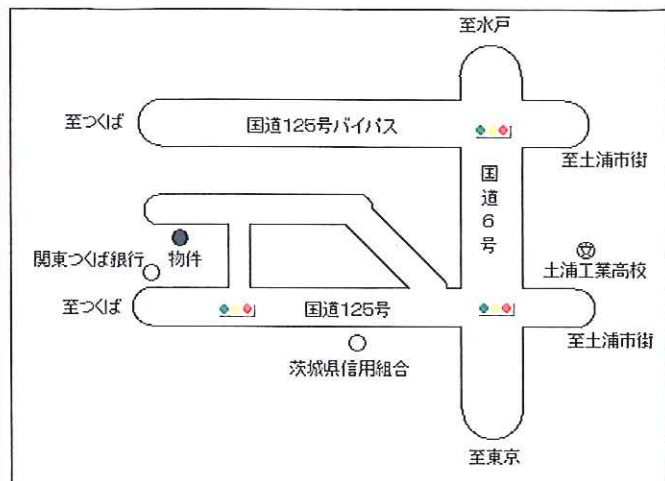 至水戸
至つくば
国道125号バイパス
至土浦市街
国道6号
関東つくば銀行
物件
土浦工業高校
至つくば
国道125号
至土浦市街
茨城県信用組合
至東京